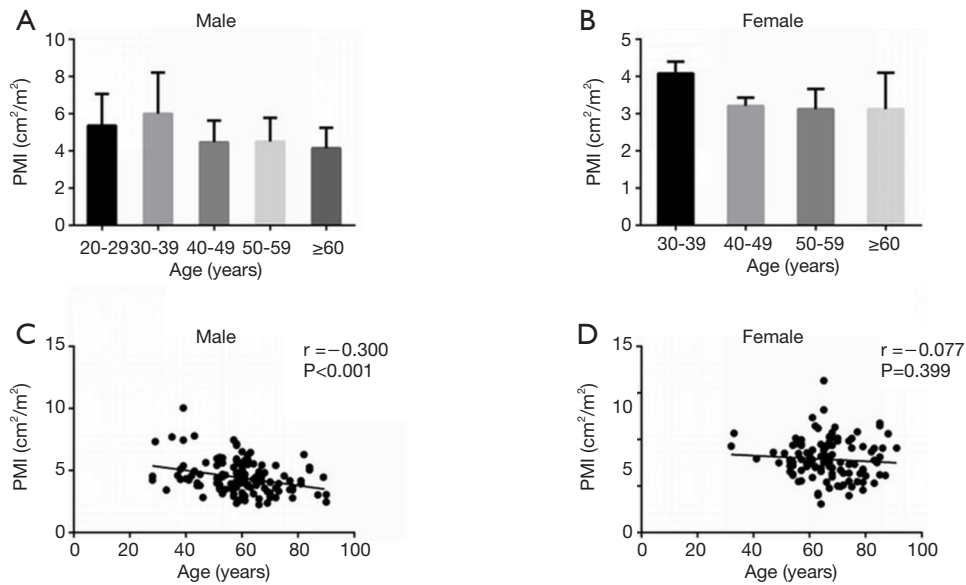 A
Male
10
8
6
4
2
0
PMI (cm²/m²)
20-29 30-39 40-49 50-59 ≥60
Age (years)
B
Female
5
4
3
2
1
0
PMI (cm²/m²)
30-39 40-49 50-59 ≥60
Age (years)
C
Male
r =−0.300
P<0.001
15
10
5
0
PMI (cm²/m²)
0 20 40 60 80 100
Age (years)
D
Female
r =−0.077
P=0.399
15
10
5
0
PMI (cm²/m²)
0 20 40 60 80 100
Age (years)